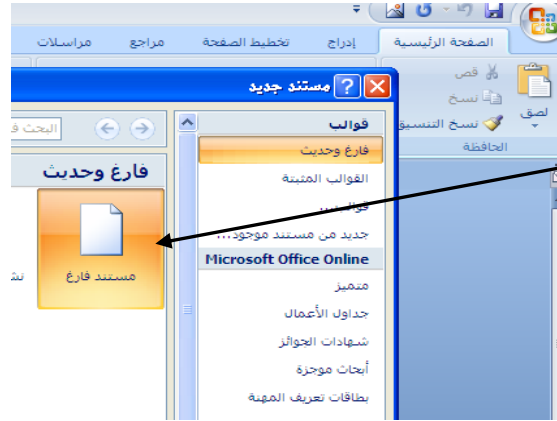 الصفحة الرئيسية إدراج تخطيط الصفحة مراجع مراسلات
قص
نسخ
نسخ التنسيق
لصق
الحافظة
مستند جديد
قوالب
فارغ وحديث
القوالب المثبتة
قوالب...
جديد من مستند موجود...
Microsoft Office Online
متميز
جداول الأعمال
شهادات الجوائز
أبحاث موجزة
بطاقات تعريف المهنة
البحث
فارغ وحديث
مستند فارغ